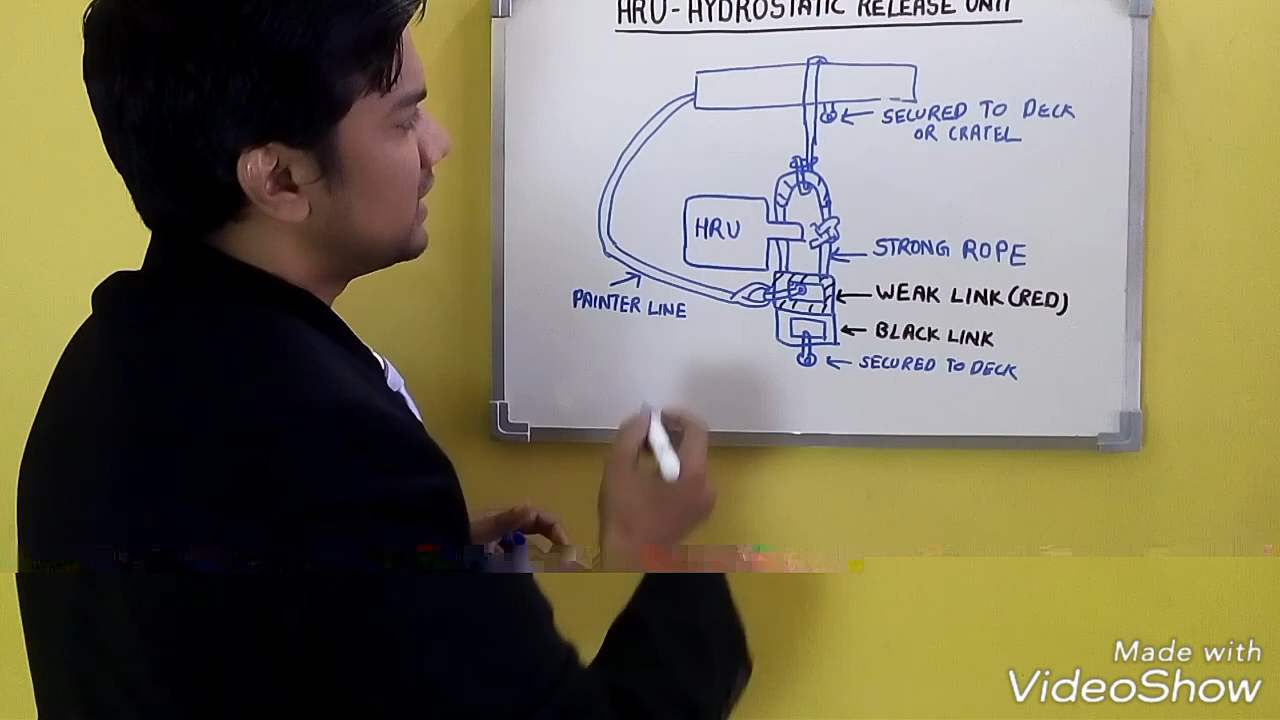 HRU-HYDROSTATIC RELEASE UNIT
SECURED TO DECK
OR CRATEL
HRU
STRONG ROPE
PAINTER LINE
WEAK LINK (RED)
BLACK LINK
SECURED TO DECK
Made with
VideoShow